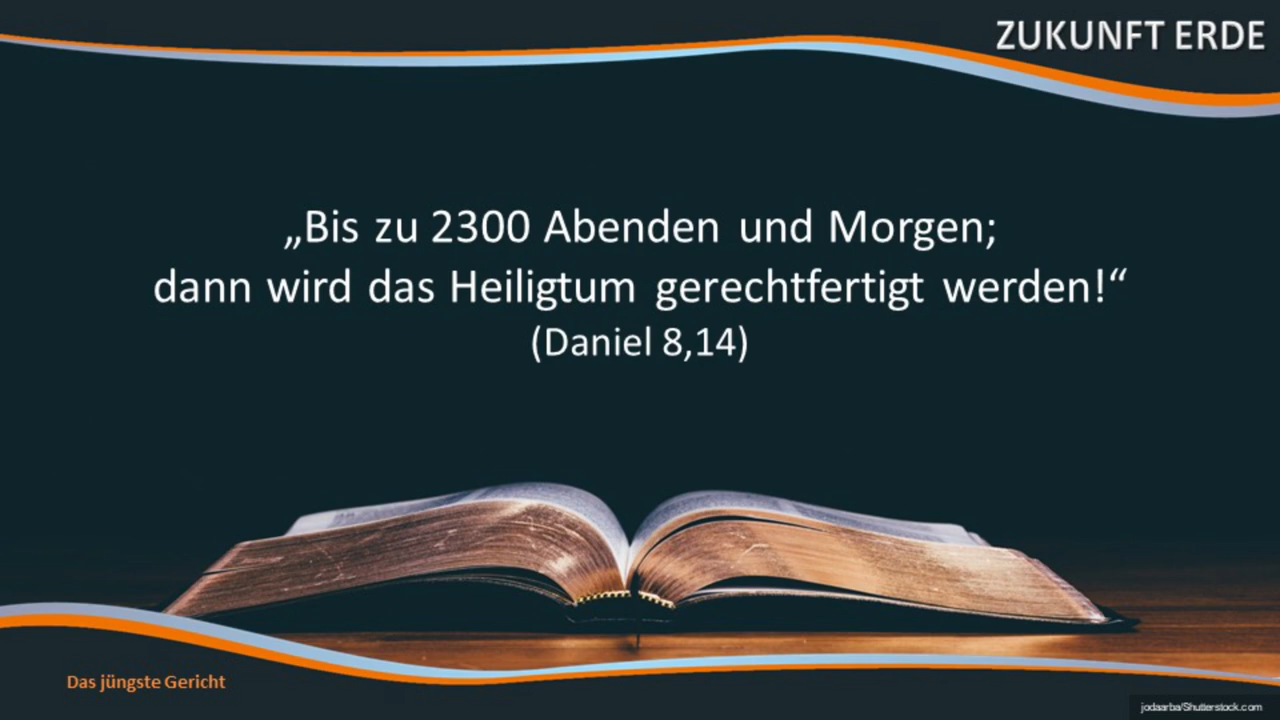 ZUKUNFT ERDE
„Bis zu 2300 Abenden und Morgen;
dann wird das Heiligtum gerechtfertigt werden!“
(Daniel 8,14)
Das jüngste Gericht
jodaarba/Shutterstock.com